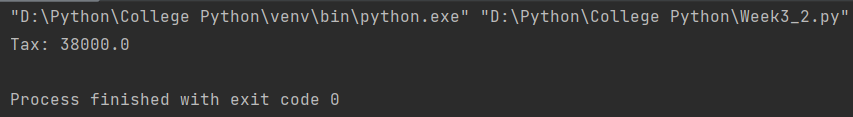 "D:\Python\College Python\venv\bin\python.exe" "D:\Python\College Python\Week3_2.py"
Tax: 38000.0
Process finished with exit code 0